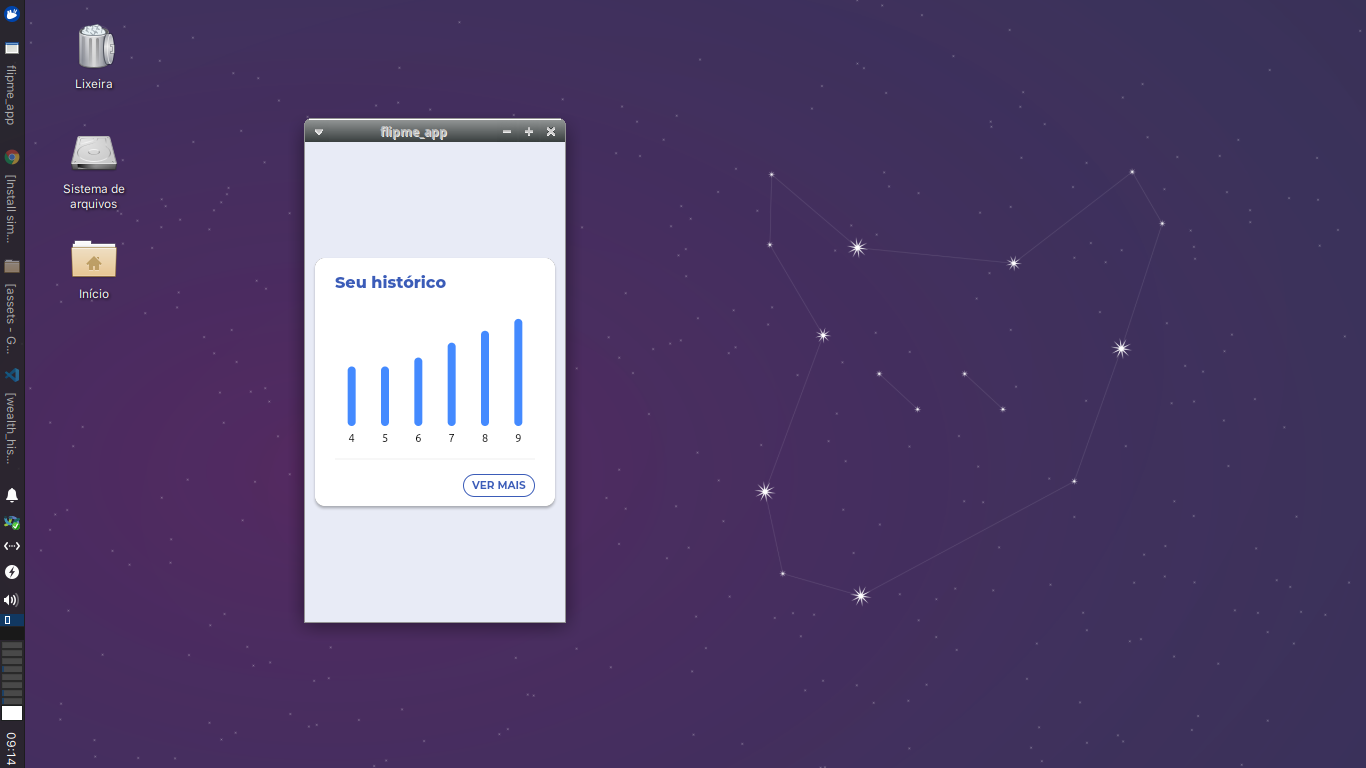 Lixeira
Sistema de
arquivos
Início
flipme_app
[Install sim...
[assets - G...
[wealth_his...
09:14
flipme_app
Seu histórico
4 5 6 7 8 9
VER MAIS